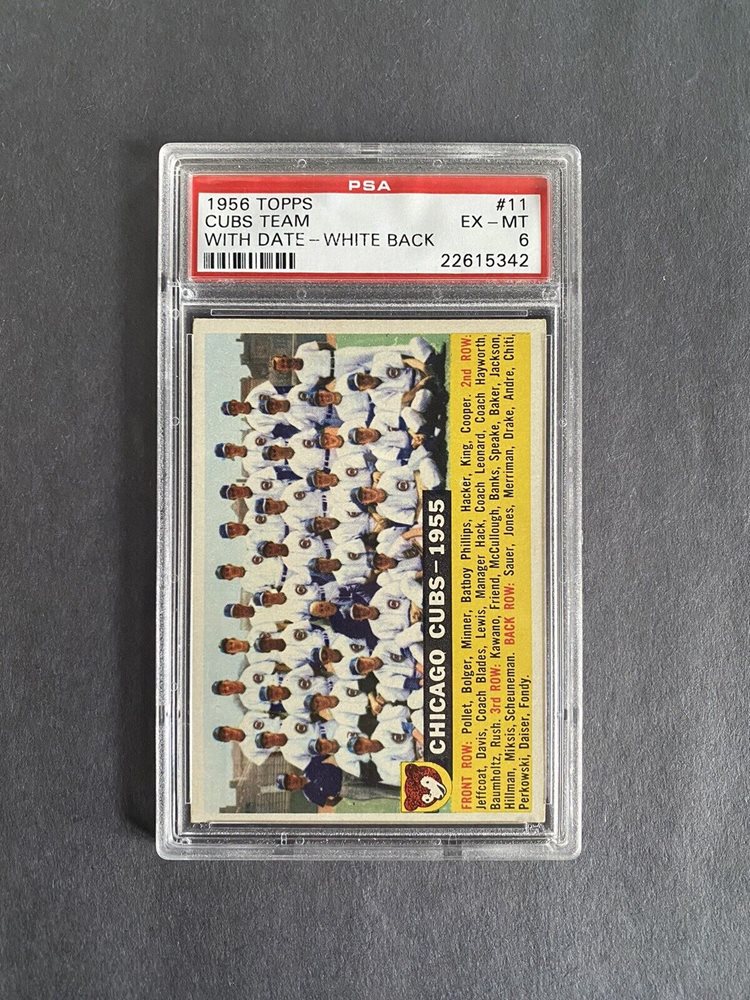 PSA
1956 TOPPS #11
CUBS TEAM EX-MT
WITH DATE-WHITE BACK 6
22615342
CHICAGO CUBS-1955
FRONT ROW: Pollet, Bolger, Minner, Batboy Phillips, Hacker, King, Cooper. 2nd ROW:
Jeffcoat, Davis, Coach Blades, Lewis, Manager Hack, Coach Leonard, Coach Hayworth,
Baumholtz, Rush. 3rd ROW: Kawano, Friend, McCullough, Banks, Speake, Baker, Jackson,
Hillman, Miksis, Scheuneman. BACK ROW: Sauer, Jones, Merriman, Drake, Andre, Chiti,
Perkowski, Daiser, Fondy.